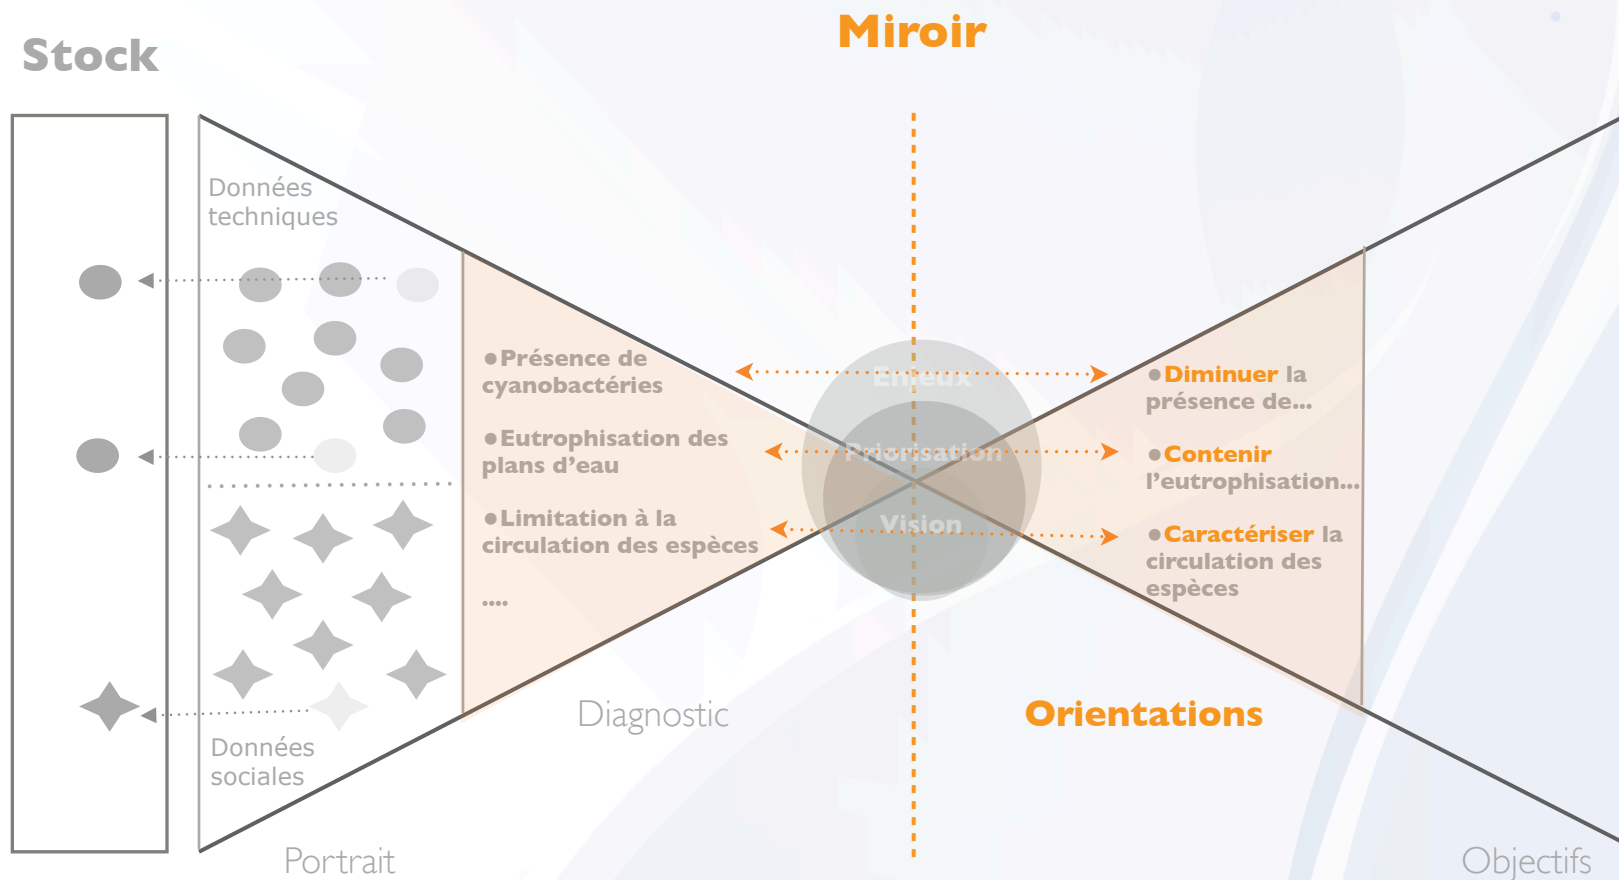 Miroir
Stock
Données
techniques
●Présence de
cyanobactéries
●Eutrophisation des
plans d'eau
●Limitation à la
circulation des espèces
....
Enjeux
Priorisation
Vision
●Diminuer la
présence de...
●Contenir
l'eutrophisation...
●Caractériser la
circulation des
espèces
Données
sociales
Diagnostic
Orientations
Portrait
Objectifs